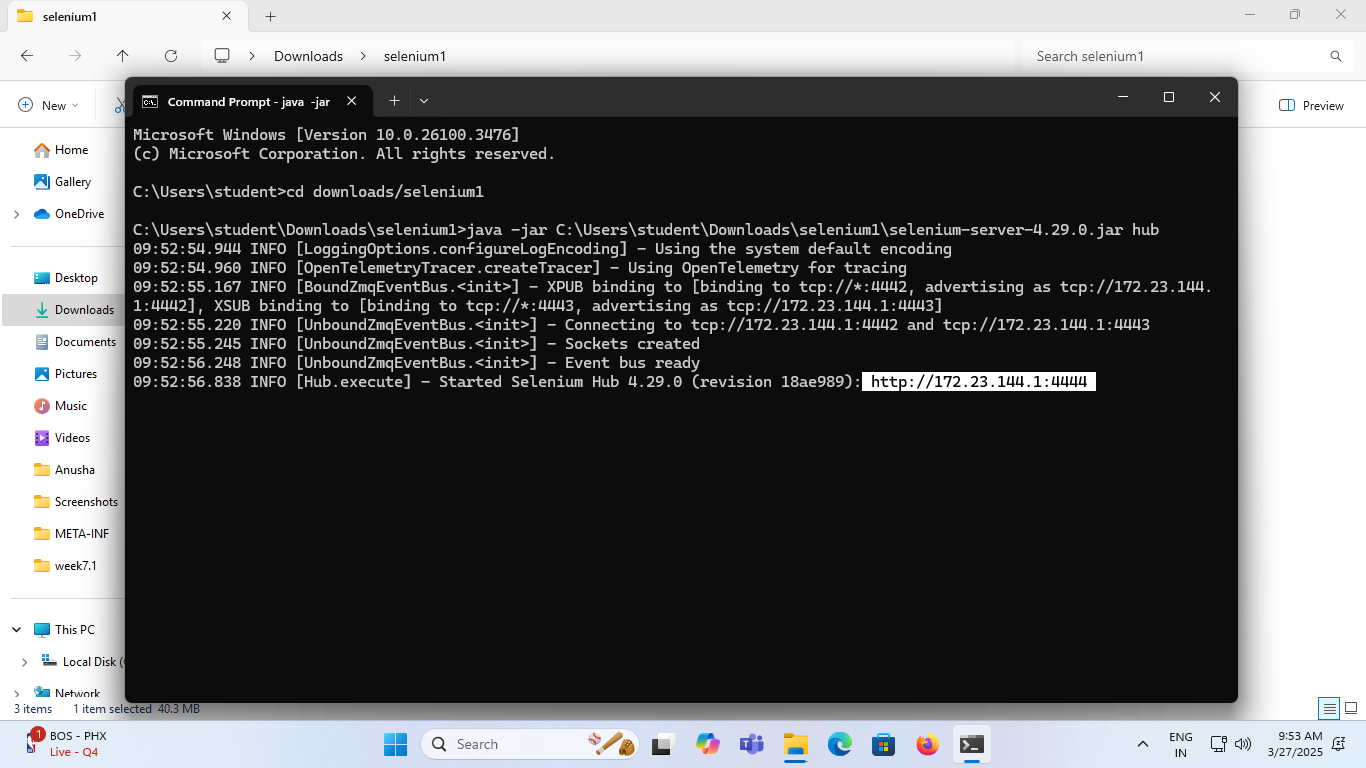 selenium1
Downloads
selenium1
Search selenium1
New
Preview
Command Prompt - java -jar
Microsoft Windows [Version 10.0.26100.3476]
(c) Microsoft Corporation. All rights reserved.
C:\Users\student>cd downloads/selenium1
C:\Users\student\Downloads\selenium1>java -jar C:\Users\student\Downloads\selenium1\selenium-server-4.29.0.jar hub
09:52:54.944 INFO [LoggingOptions.configureLogEncoding] - Using the system default encoding
09:52:54.960 INFO [OpenTelemetryTracer.createTracer] - Using OpenTelemetry for tracing
09:52:55.167 INFO [BoundZmqEventBus.<init>] - XPUB binding to [binding to tcp://*:4442, advertising as tcp://172.23.144.
1:4442], XSUB binding to [binding to tcp://*:4443, advertising as tcp://172.23.144.1:4443]
09:52:55.220 INFO [UnboundZmqEventBus.<init>] - Connecting to tcp://172.23.144.1:4442 and tcp://172.23.144.1:4443
09:52:55.245 INFO [UnboundZmqEventBus.<init>] - Sockets created
09:52:56.248 INFO [UnboundZmqEventBus.<init>] - Event bus ready
09:52:56.838 INFO [Hub.execute] - Started Selenium Hub 4.29.0 (revision 18ae989): http://172.23.144.1:4444
Home
Gallery
OneDrive
Desktop
Downloads
Documents
Pictures
Music
Videos
Anusha
Screenshots
META-INF
week7.1
This PC
Local Disk (
Network
3 items 1 item selected 40.3 MB
1
BOS - PHX
Live - Q4
Search
ENG
IN
9:53 AM
3/27/2025